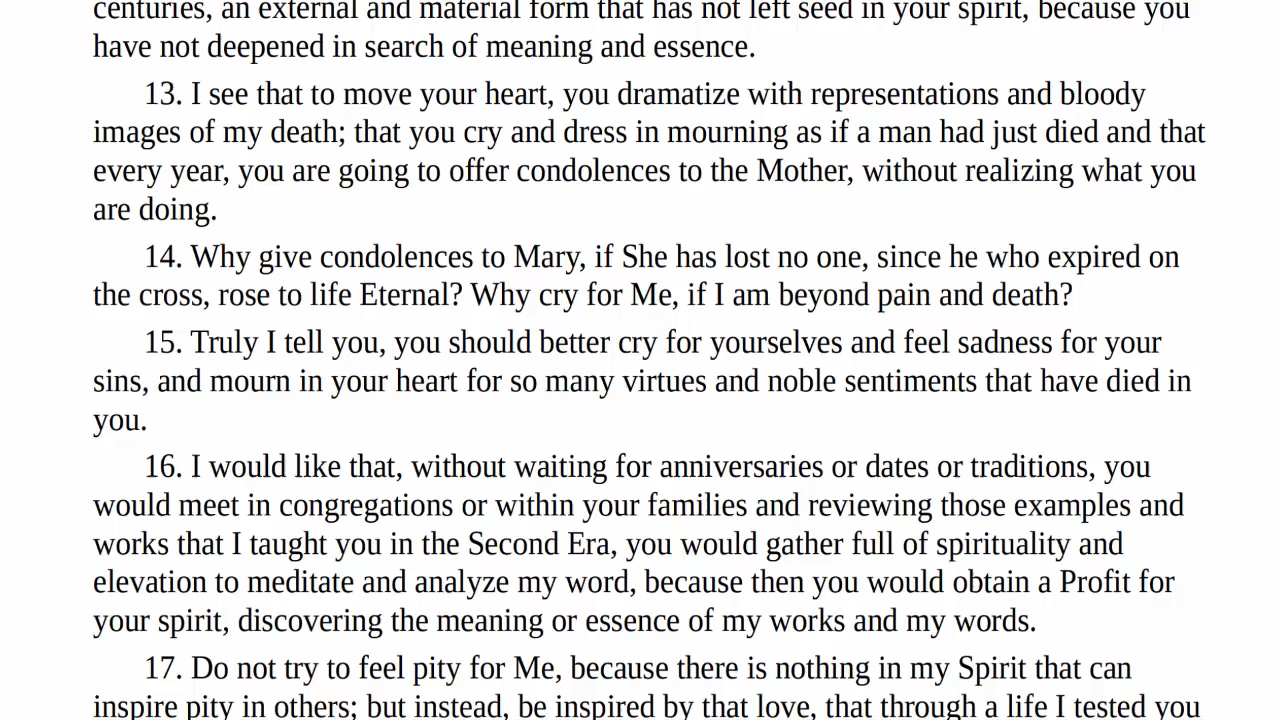 centuries, an external and material form that has not left seed in your spirit, because you
have not deepened in search of meaning and essence.
13. I see that to move your heart, you dramatize with representations and bloody
images of my death; that you cry and dress in mourning as if a man had just died and that
every year, you are going to offer condolences to the Mother, without realizing what you
are doing.
14. Why give condolences to Mary, if She has lost no one, since he who expired on
the cross, rose to life Eternal? Why cry for Me, if I am beyond pain and death?
15. Truly I tell you, you should better cry for yourselves and feel sadness for your
sins, and mourn in your heart for so many virtues and noble sentiments that have died in
you.
16. I would like that, without waiting for anniversaries or dates or traditions, you
would meet in congregations or within your families and reviewing those examples and
works that I taught you in the Second Era, you would gather full of spirituality and
elevation to meditate and analyze my word, because then you would obtain a Profit for
your spirit, discovering the meaning or essence of my works and my words.
17. Do not try to feel pity for Me, because there is nothing in my Spirit that can
inspire pity in others; but instead, be inspired by that love, that through a life I tested you